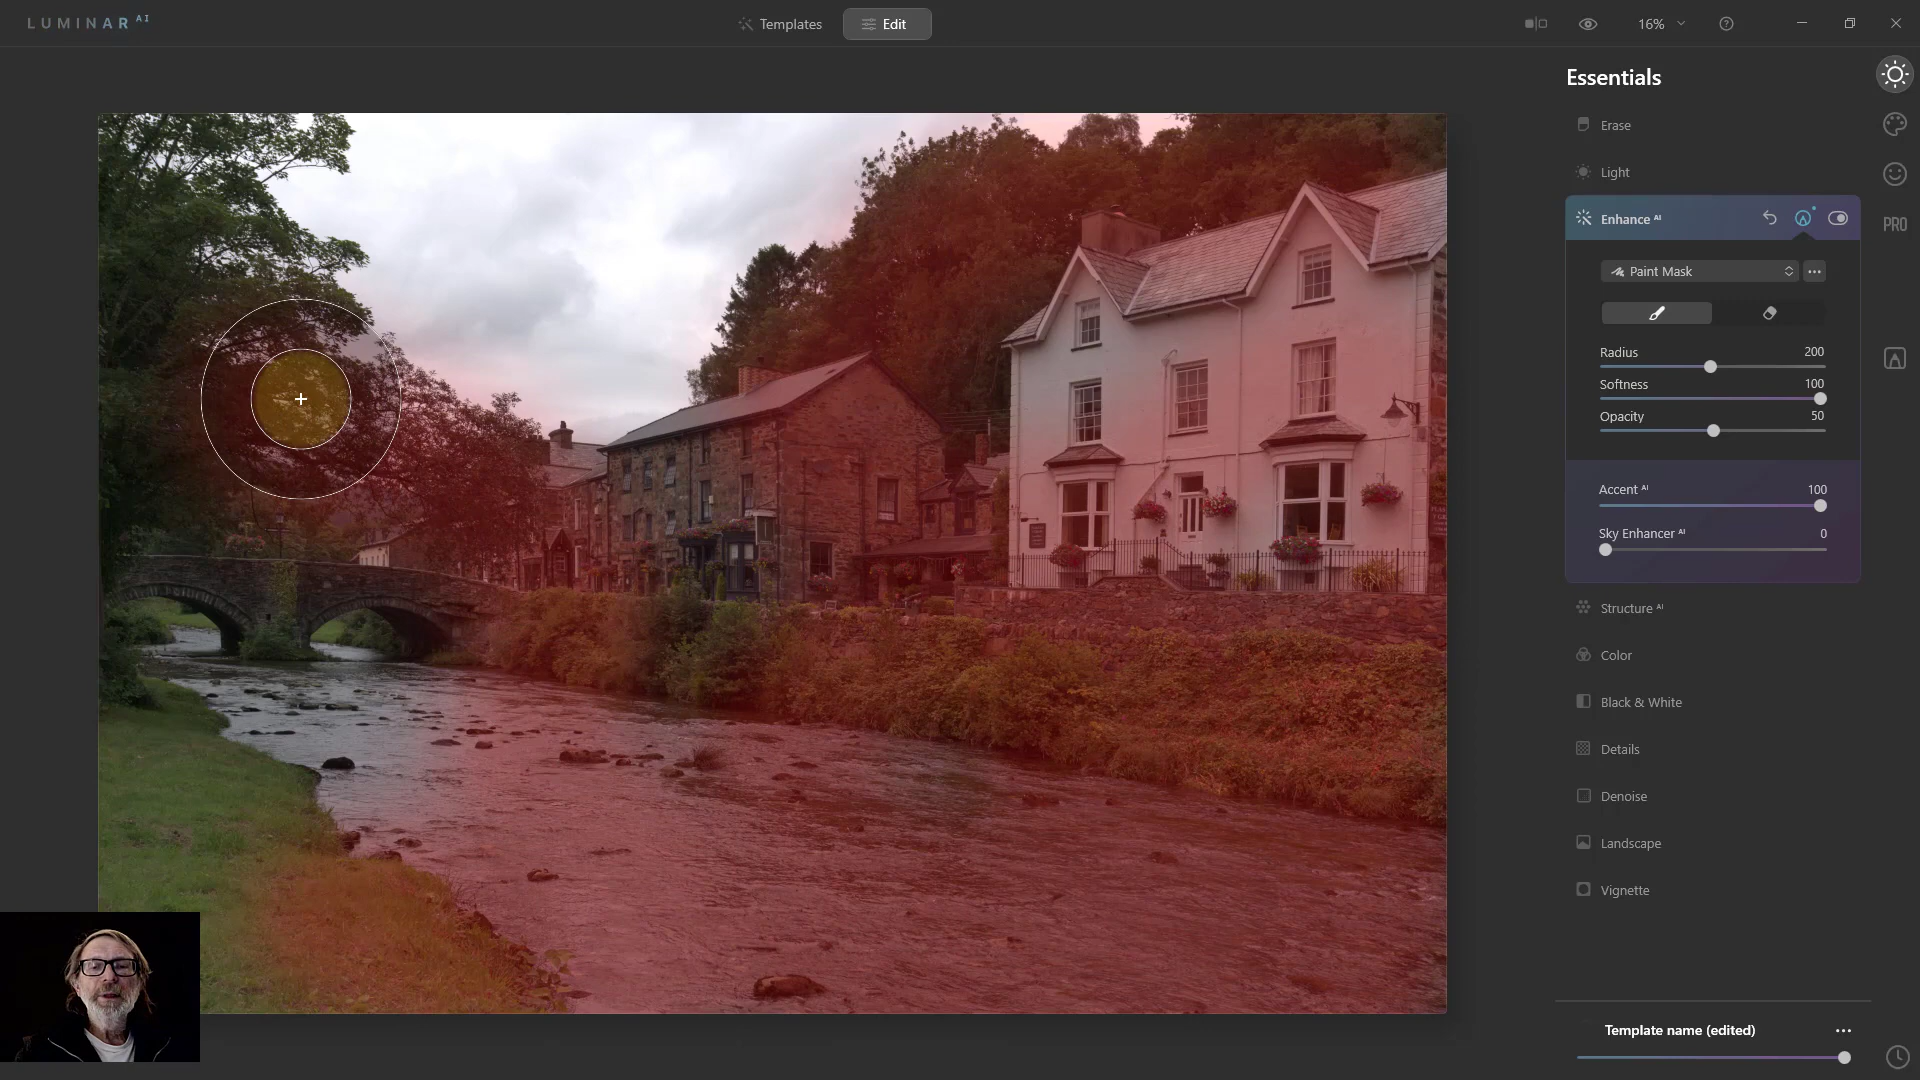 LUMINAR AI
Templates
Edit
16%
Essentials
Erase
Light
Enhance AI
PRO
Paint Mask
Radius 200
Softness 100
Opacity 50
Accent AI 100
Sky Enhancer AI 0
Structure AI
Color
Black & White
Details
Denoise
Landscape
Vignette
Template name (edited)